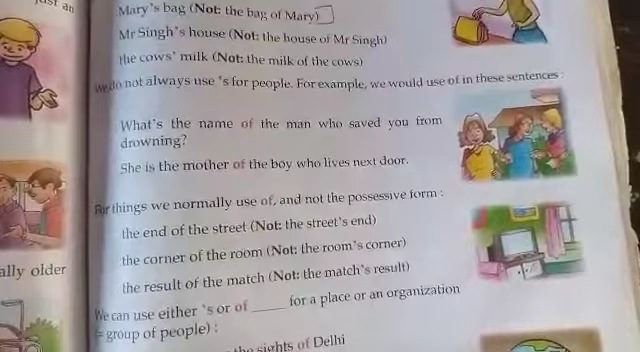 just an
Mary's bag (Not: the bag of Mary)
Mr Singh's house (Not: the house of Mr Singh)
the cows' milk (Not: the milk of the cows)
We do not always use 's for people. For example, we would use of in these sentences :
What's the name of the man who saved you from
drowning?
She is the mother of the boy who lives next door.
For things we normally use of, and not the possessive form :
the end of the street (Not: the street's end)
the corner of the room (Not: the room's corner)
ally older
the result of the match (Not: the match's result)
We can use either 's or of _____ for a place or an organization
(= group of people) :
the sights of Delhi